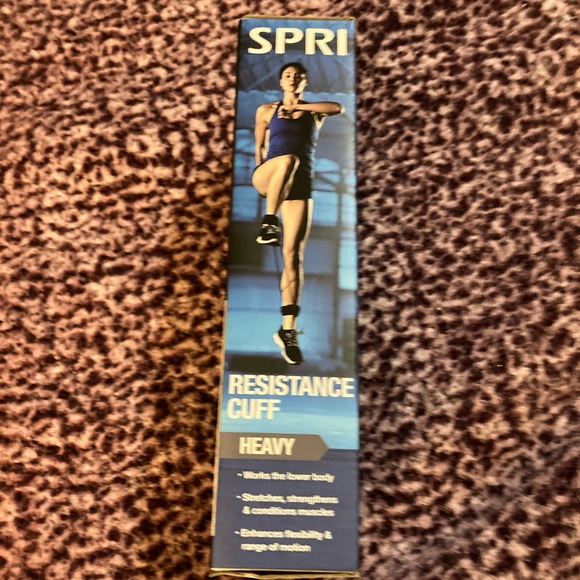 SPRI
RESISTANCE
CUFF
HEAVY
- Works the lower body
- Stretches, strengthens
& conditions muscles
- Enhances flexibility &
range of motion